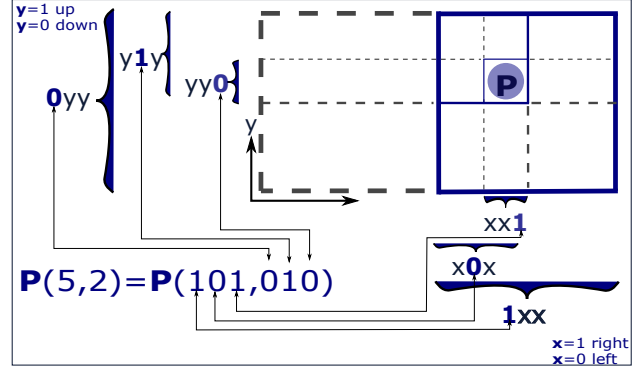 y=1 up
y=0 down
y1y
yy0
0yy
P
y
xx1
x0x
P(5,2)=P(101,010)
1xx
x=1 right
x=0 left